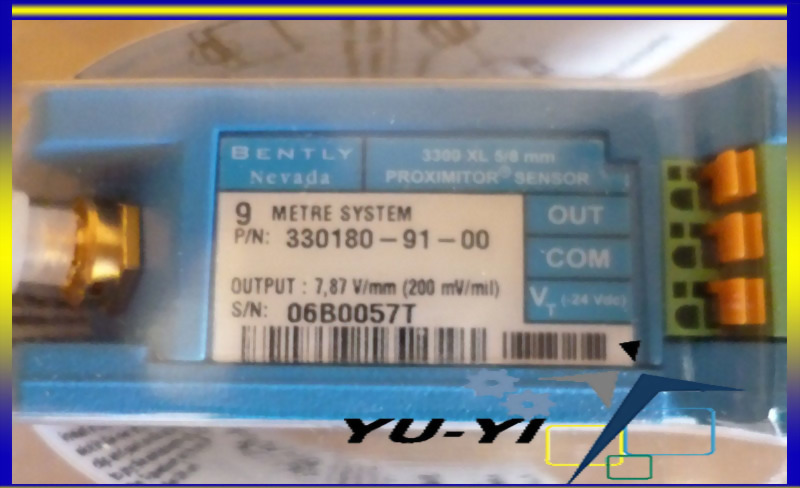 BENTLY
Nevada
3300 XL 5/8 mm
PROXIMITOR® SENSOR
9 METRE SYSTEM
P/N: 330180-91-00
OUTPUT : 7,87 V/mm (200 mV/mil)
S/N: 06B0057T
OUT
COM
VT (-24 Vdc)
YU-YI